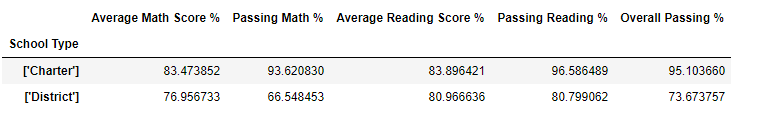 Average Math Score % Passing Math % Average Reading Score % Passing Reading % Overall Passing %
School Type
['Charter'] 83.473852 93.620830 83.896421 96.586489 95.103660
['District'] 76.956733 66.548453 80.966636 80.799062 73.673757